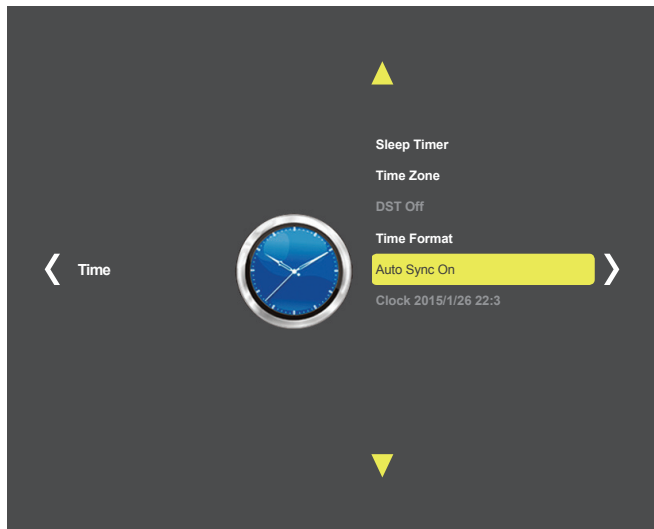 Sleep Timer
Time Zone
DST Off
Time Format
Time
Auto Sync On
Clock 2015/1/26 22:3